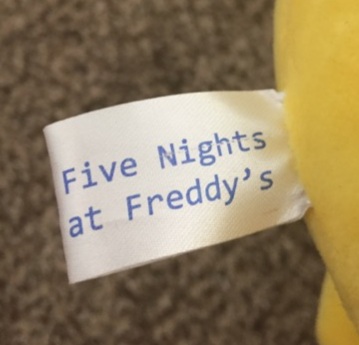 Five Nights
at Freddy's